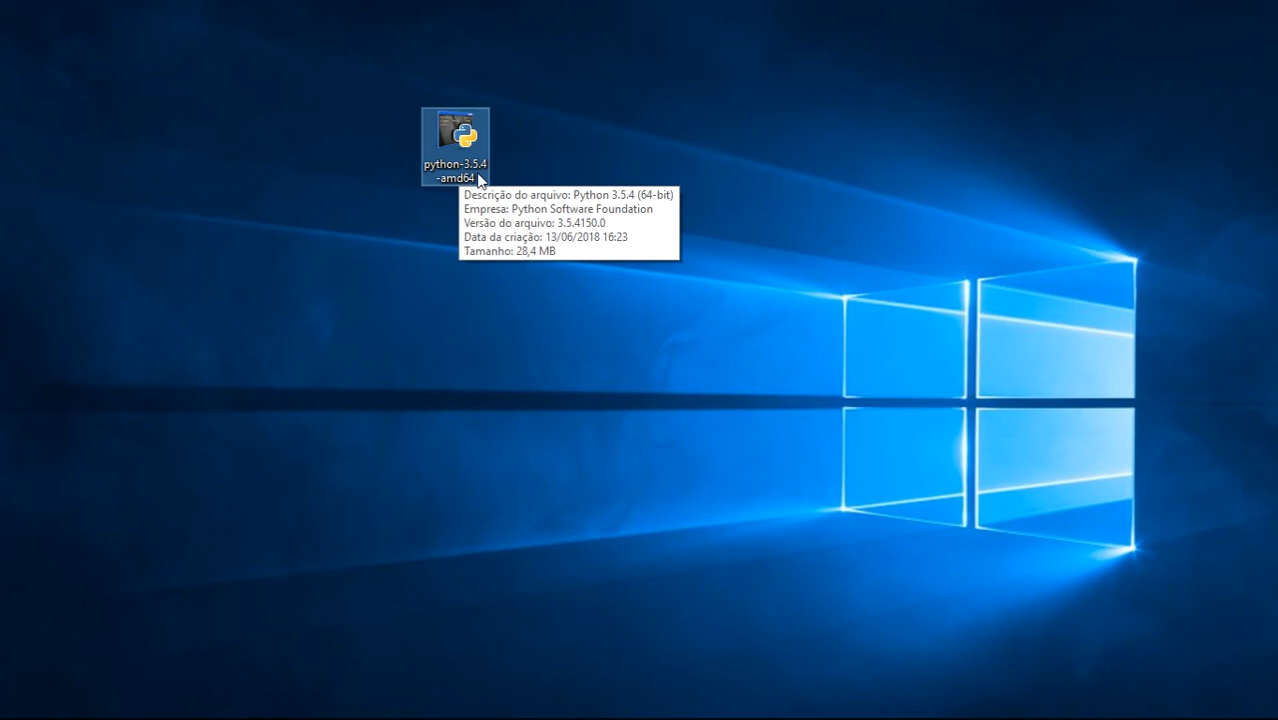 python-3.5.4
-amd64
Descrição do arquivo: Python 3.5.4 (64-bit)
Empresa: Python Software Foundation
Versão do arquivo: 3.5.4150.0
Data da criação: 13/06/2018 16:23
Tamanho: 28,4 MB